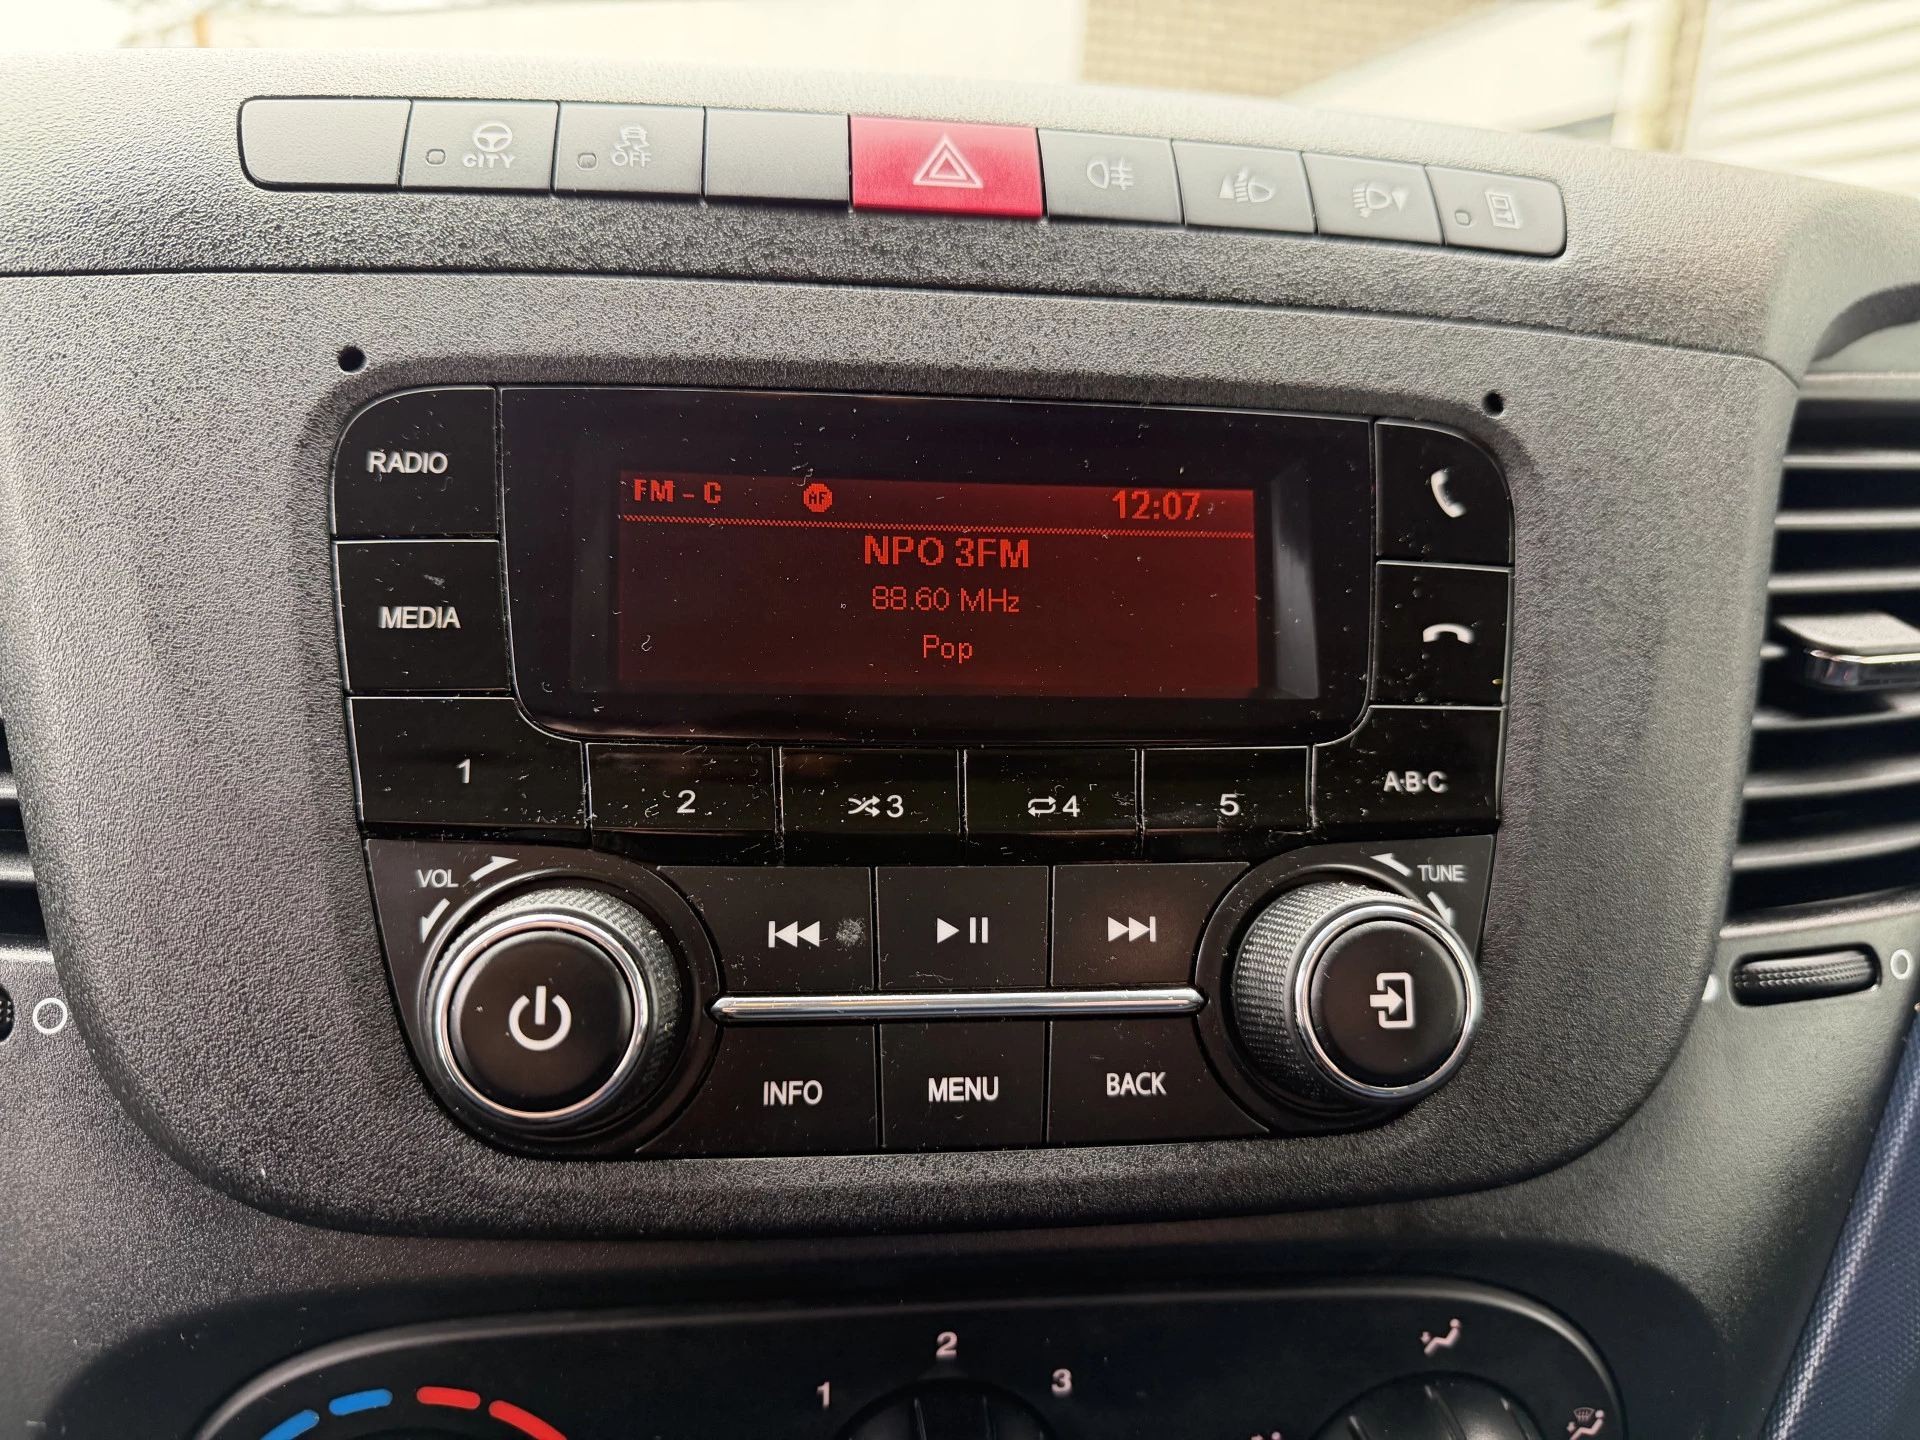 CITY
OFF
RADIO
FM - C AF 12:07
NPO 3FM
88.60 MHz
Pop
MEDIA
1
2
3
4
5
A·B·C
VOL
TUNE
INFO
MENU
BACK
1
2
3